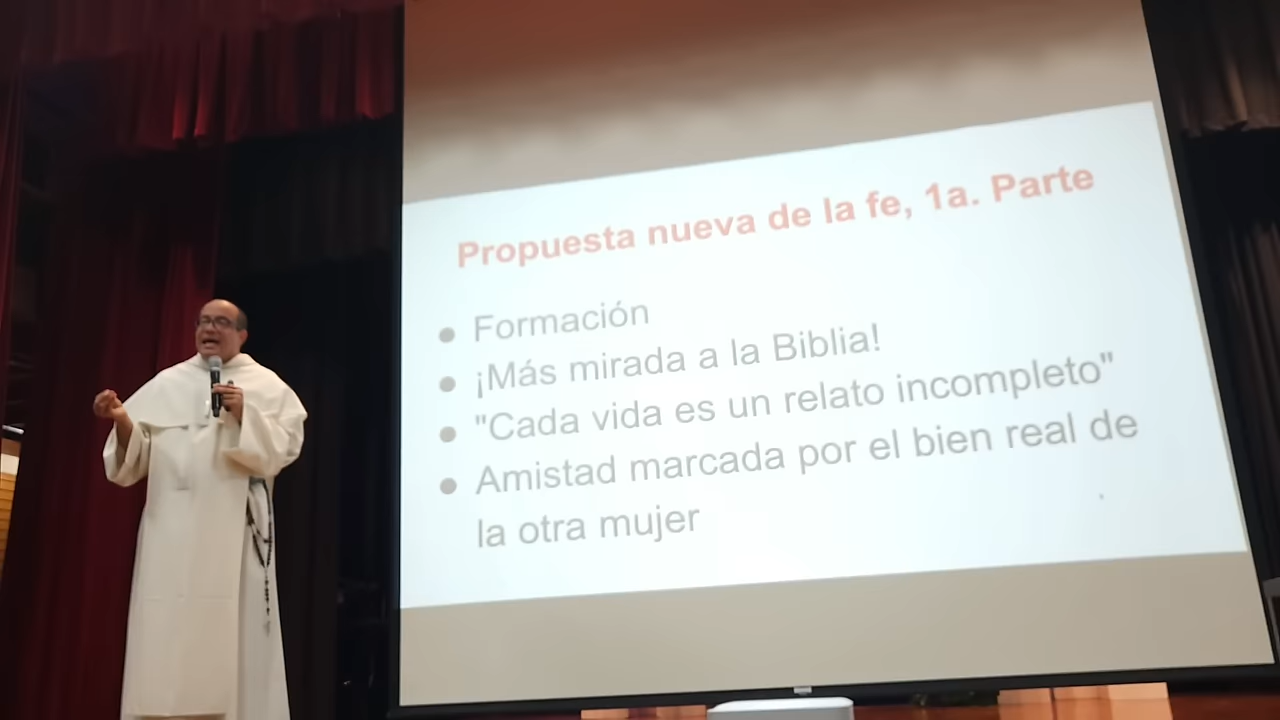 Propuesta nueva de la fe, 1a. Parte
● Formación
● ¡Más mirada a la Biblia!
● "Cada vida es un relato incompleto"
● Amistad marcada por el bien real de
la otra mujer